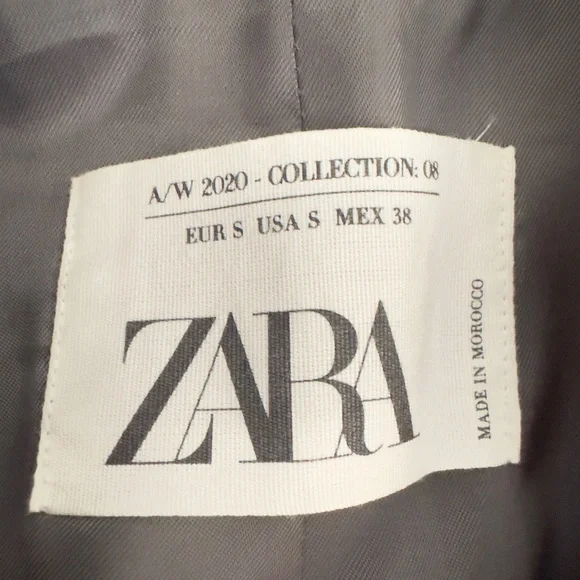 A/W 2020 - COLLECTION: 08
EUR S USA S MEX 38
ZARA
MADE IN MOROCCO